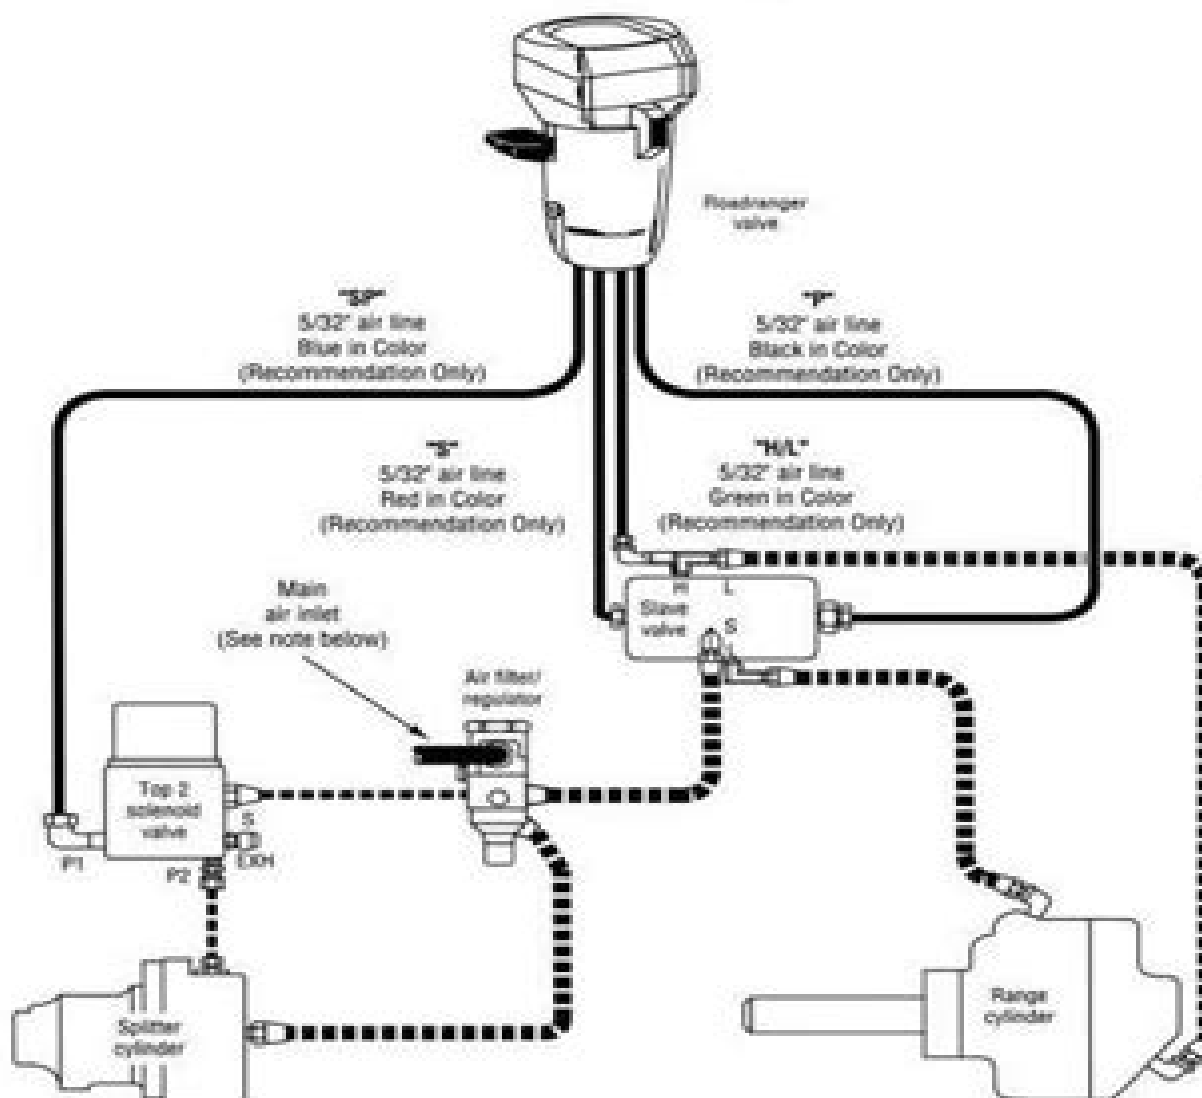 Roadranger
valve
"SP"
5/32" air line
Blue in Color
(Recommendation Only)
"P"
5/32" air line
Black in Color
(Recommendation Only)
"S"
5/32" air line
Red in Color
(Recommendation Only)
"H/L"
5/32" air line
Green in Color
(Recommendation Only)
Main
air inlet
(See note below)
H
L
Slave
valve
S
Air filter/
regulator
Top 2
solenoid
valve
S
EXH
P1
P2
Splitter
cylinder
Range
cylinder